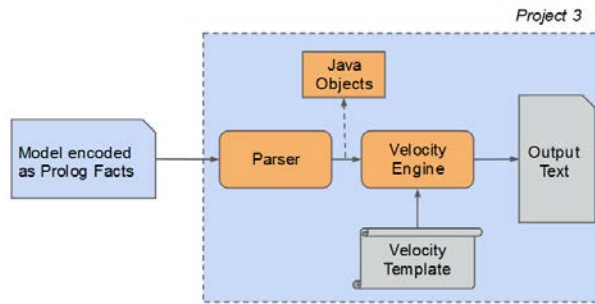 Project 3
Java
Objects
Model encoded
as Prolog Facts
Parser
Velocity
Engine
Output
Text
Velocity
Template